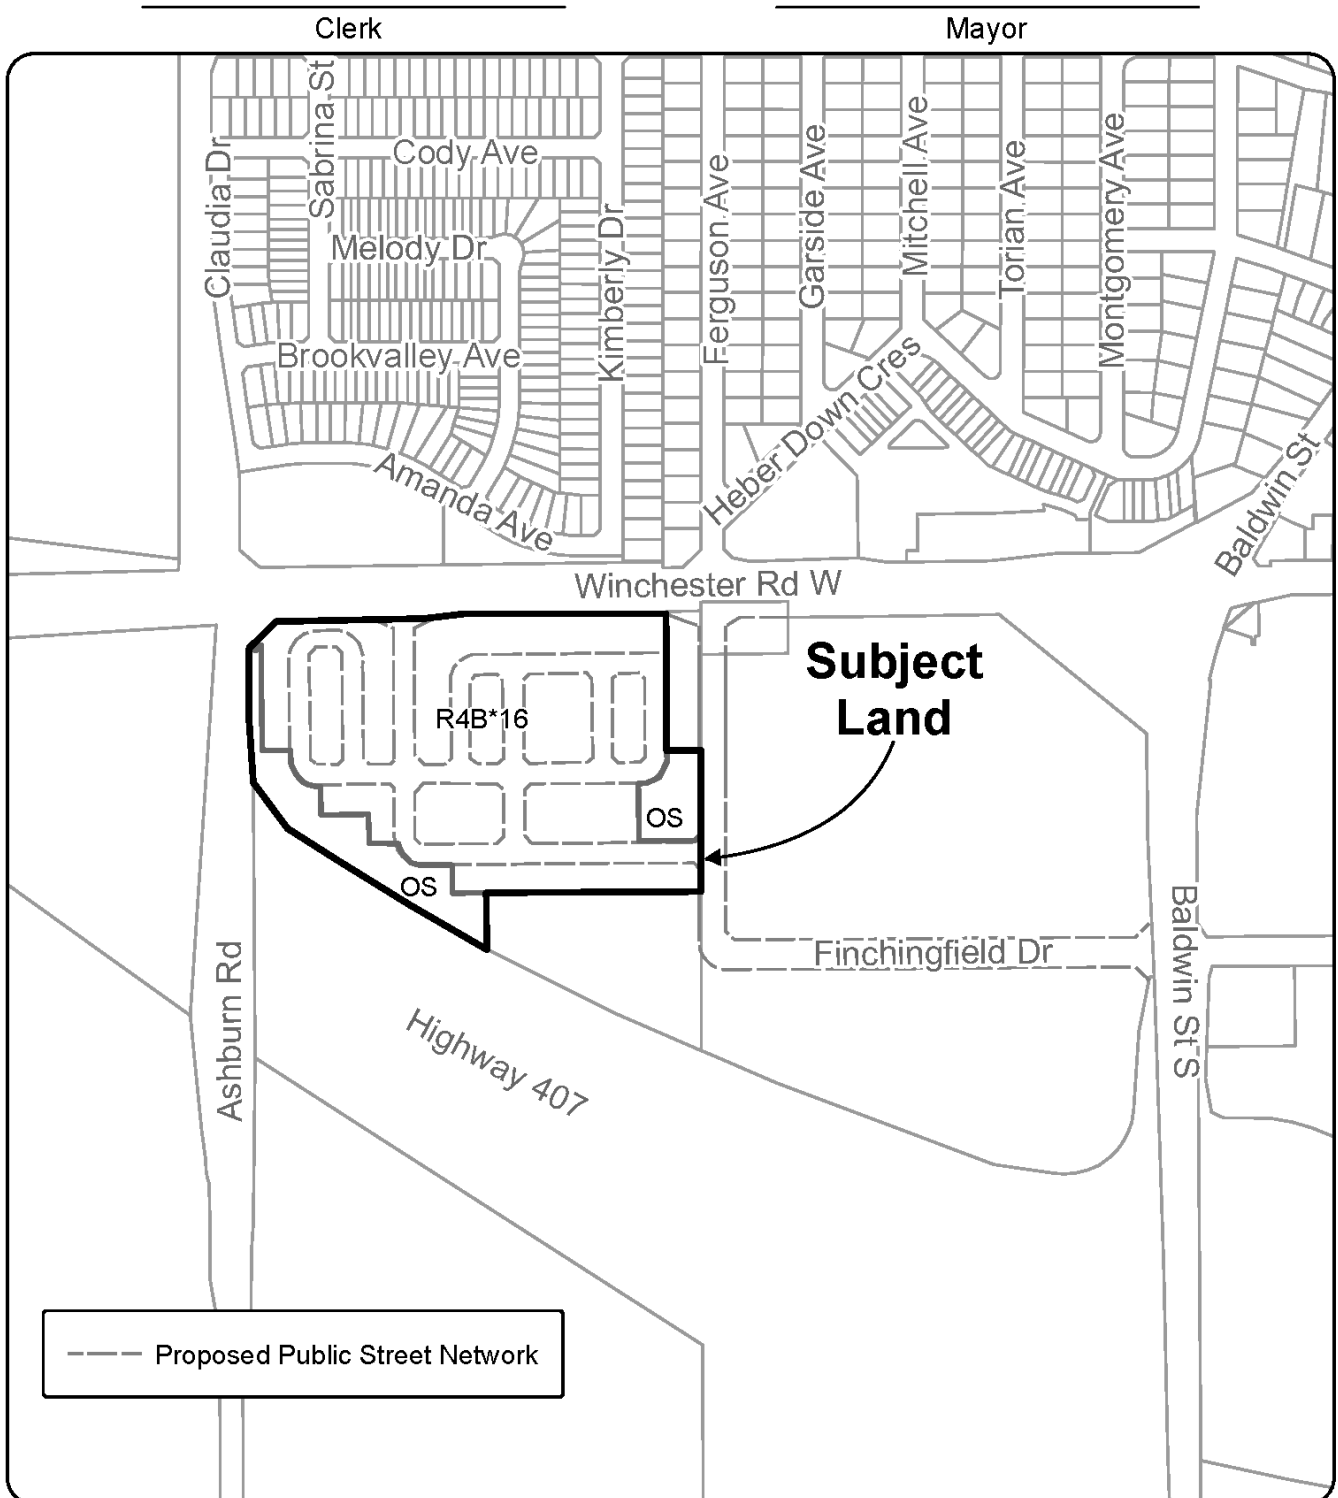 Clerk
Mayor
Claudia Dr
Sabrina St
Cody Ave
Melody Dr
Brookvalley Ave
Amanda Ave
Kimberly Dr
Ferguson Ave
Garside Ave
Mitchell Ave
Torian Ave
Montgomery Ave
Heber Down Cres
Baldwin St
Winchester Rd W
Subject
Land
R4B*16
OS
OS
Finchingfield Dr
Baldwin St S
Ashburn Rd
Highway 407
Proposed Public Street Network